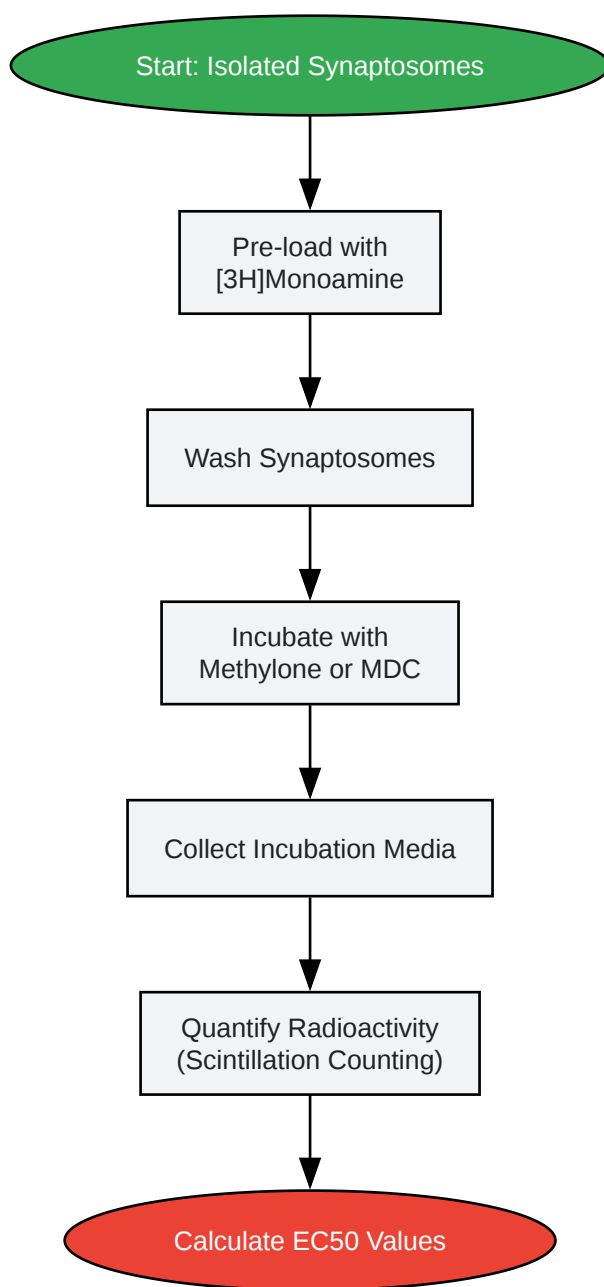 Start: Isolated Synaptosomes
Pre-load with
[3H]Monoamine
Wash Synaptosomes
Incubate with
Methylone or MDC
Collect Incubation Media
Quantify Radioactivity
(Scintillation Counting)
Calculate EC50 Values